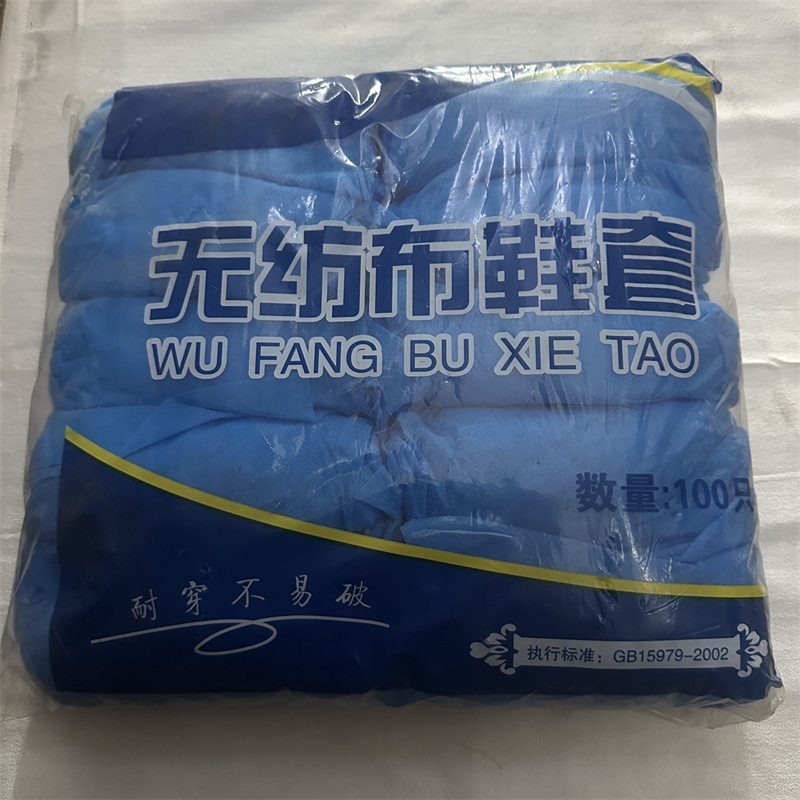 无纺布鞋套
WU FANG BU XIE TAO
数量:100只
耐穿不易破
执行标准：GB15979-2002